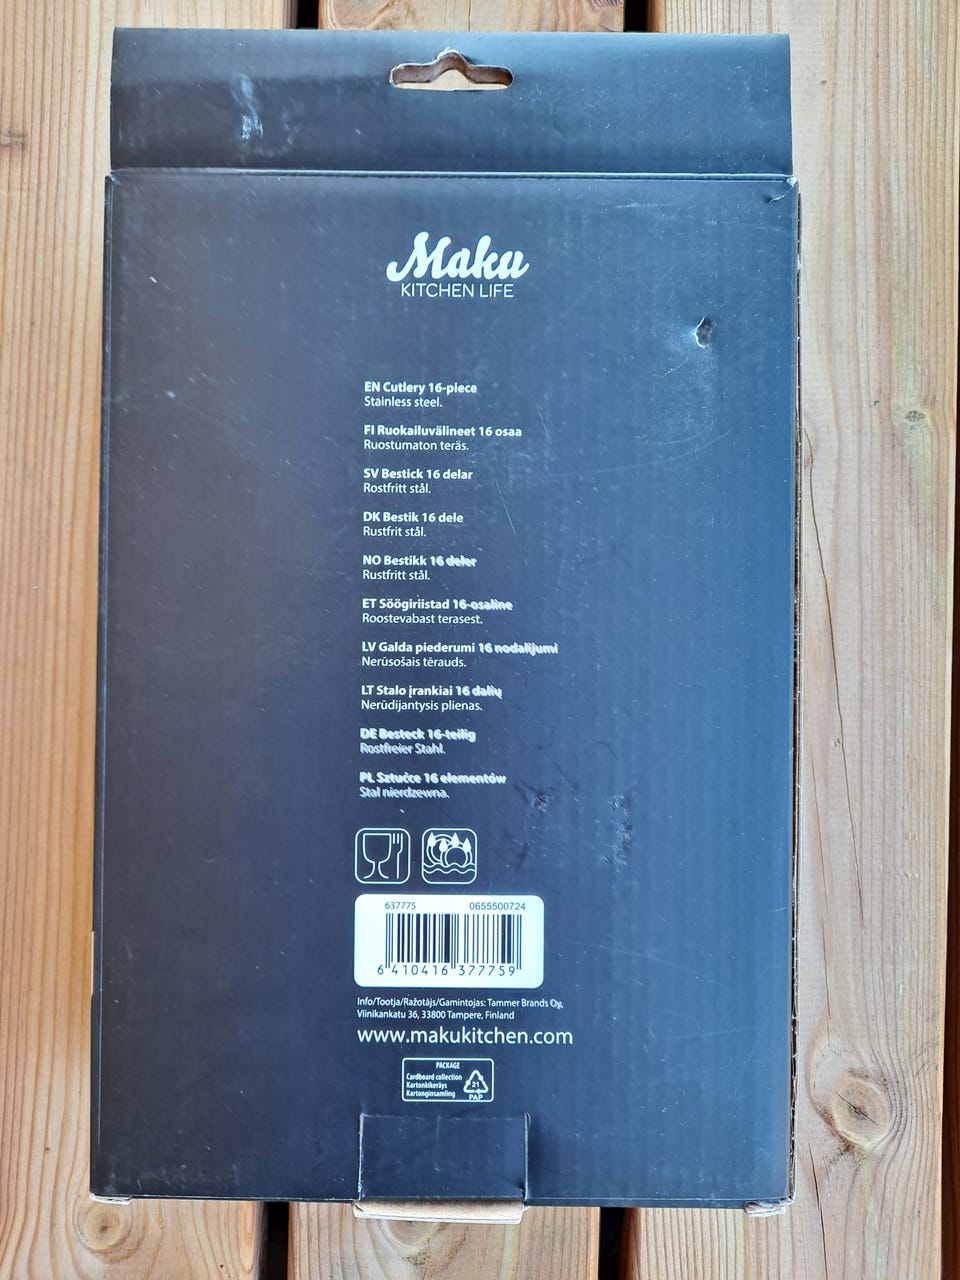 Maku
KITCHEN LIFE
EN Cutlery 16-piece
Stainless steel.
FI Ruokailuvälineet 16 osaa
Ruostumaton teräs.
SV Bestick 16 delar
Rostfritt stål.
DK Bestik 16 dele
Rustfrit stål.
NO Bestikk 16 deler
Rustfritt stål.
ET Söögiriistad 16-osaline
Roostevabast terasest.
LV Galda piederumi 16 nodalījumi
Nerūsošais tērauds.
LT Stalo įrankiai 16 dalių
Nerūdijantysis plienas.
DE Besteck 16-teilig
Rostfreier Stahl.
PL Sztućce 16 elementów
Stal nierdzewna.
637775 0655500724
6 410416 377759
Info/Tootja/Ražotājs/Gamintojas: Tammer Brands Oy,
Viinikankatu 36, 33800 Tampere, Finland
www.makukitchen.com
PACKAGE
Cardboard collection
Kartonkikeräys
Kartonginsamling
21
PAP